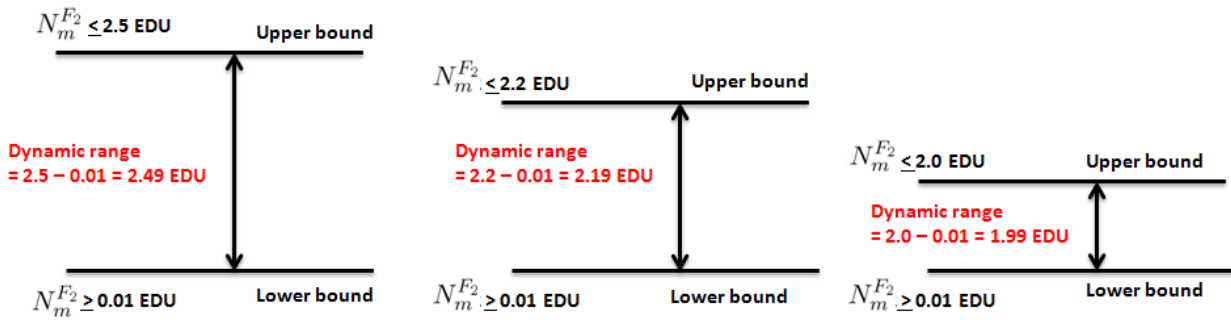 N_m^{F_2} ≤ 2.5 EDU
Upper bound
Dynamic range
= 2.5 – 0.01 = 2.49 EDU
N_m^{F_2} ≥ 0.01 EDU
Lower bound
N_m^{F_2} ≤ 2.2 EDU
Upper bound
Dynamic range
= 2.2 – 0.01 = 2.19 EDU
N_m^{F_2} ≥ 0.01 EDU
Lower bound
N_m^{F_2} ≤ 2.0 EDU
Upper bound
Dynamic range
= 2.0 – 0.01 = 1.99 EDU
N_m^{F_2} ≥ 0.01 EDU
Lower bound